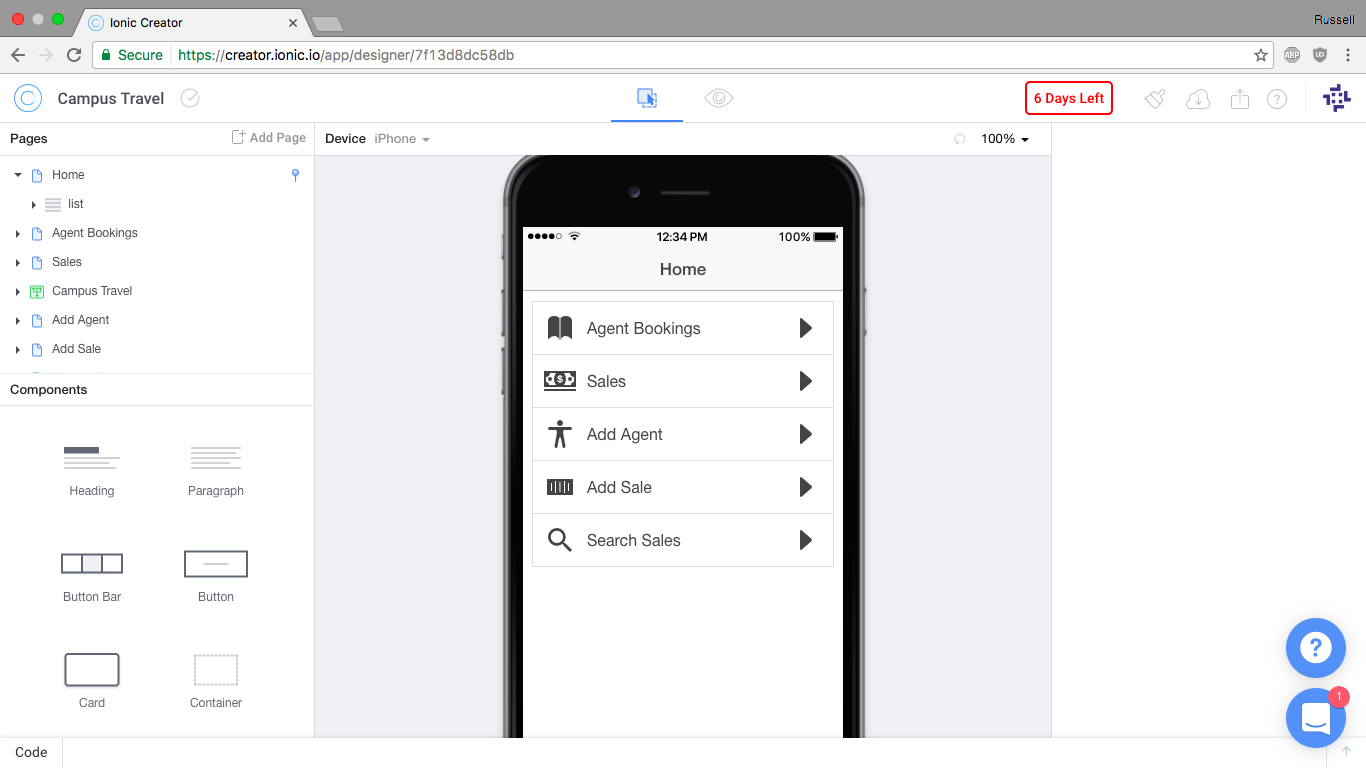 Ionic Creator
Russell
Secure
https://creator.ionic.io/app/designer/7f13d8dc58db
ABP
UD
Campus Travel
6 Days Left
Pages
Add Page
Device iPhone
100%
Home
list
Agent Bookings
Sales
Campus Travel
Add Agent
Add Sale
Components
Heading
Paragraph
Button Bar
Button
Card
Container
12:34 PM
100%
Home
Agent Bookings
Sales
Add Agent
Add Sale
Search Sales
1
Code